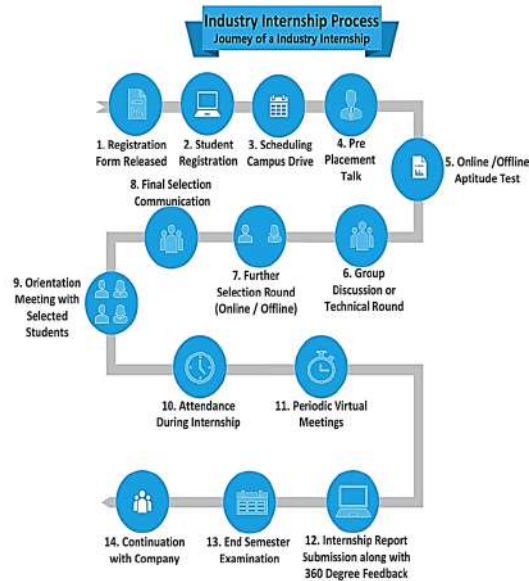 Industry Internship Process
Journey of a Industry Internship
1. Registration
Form Released
2. Student
Registration
3. Scheduling
Campus Drive
4. Pre
Placement
Talk
5. Online /Offline
Aptitude Test
6. Group
Discussion or
Technical Round
7. Further
Selection Round
(Online / Offline)
8. Final Selection
Communication
9. Orientation
Meeting with
Selected
Students
10. Attendance
During Internship
11. Periodic Virtual
Meetings
12. Internship Report
Submission along with
360 Degree Feedback
13. End Semester
Examination
14. Continuation
with Company